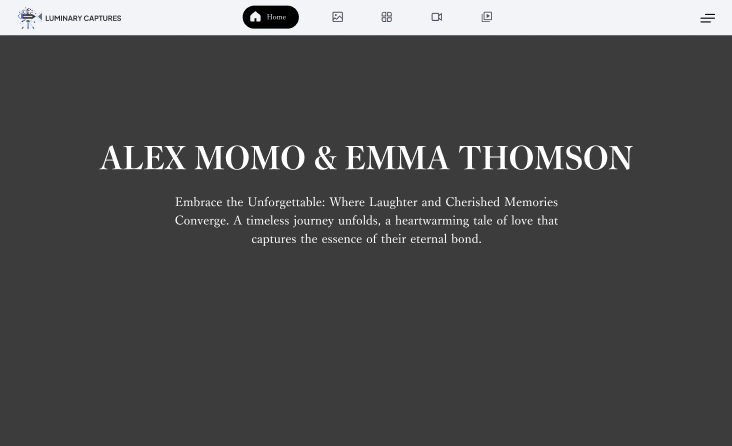 LUMINARY CAPTURES
Home
ALEX MOMO & EMMA THOMSON
Embrace the Unforgettable: Where Laughter and Cherished Memories
Converge. A timeless journey unfolds, a heartwarming tale of love that
captures the essence of their eternal bond.